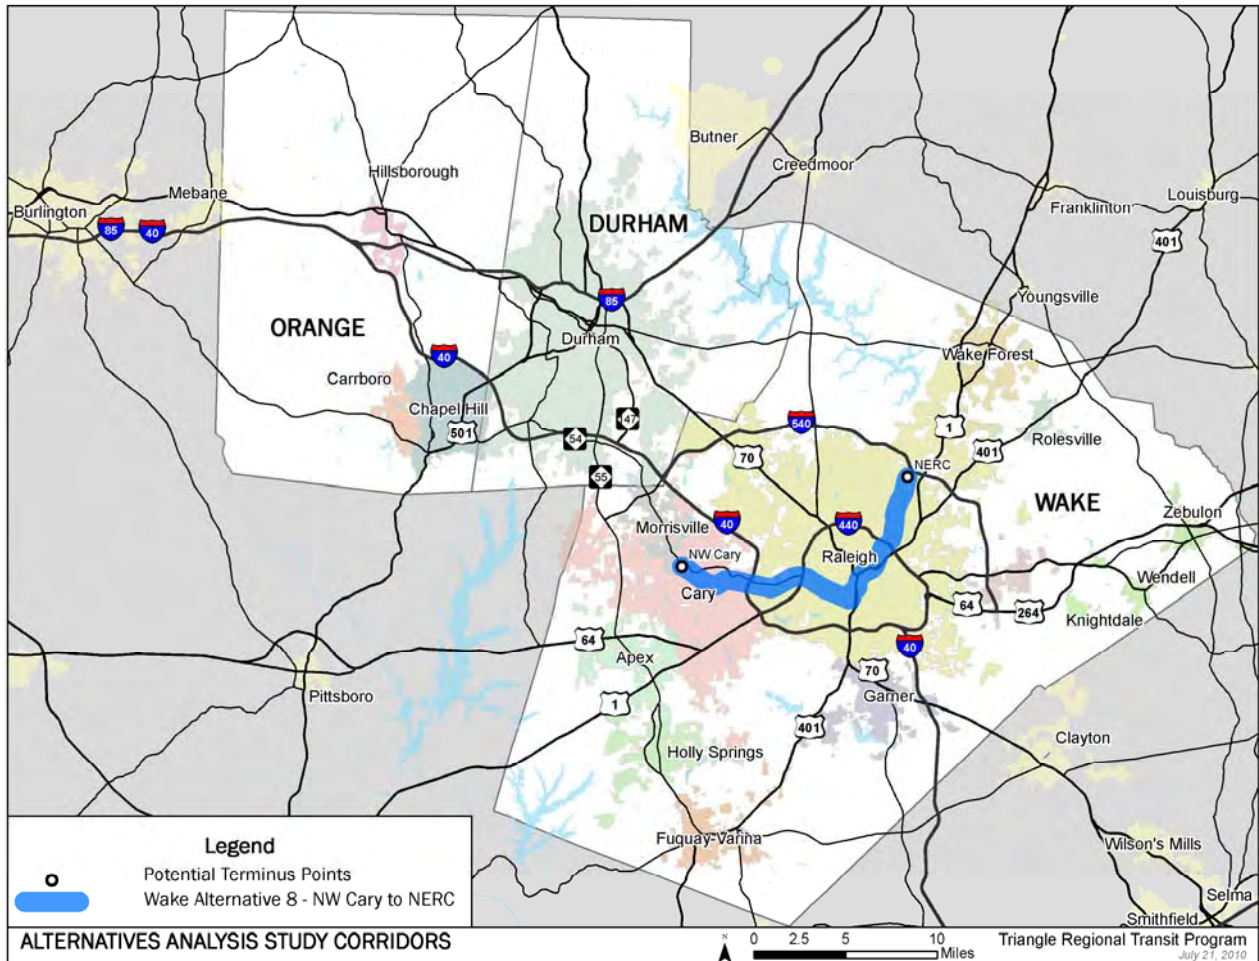 Butner
Creedmoor
Hillsborough
Mebane
Louisburg
Burlington
Franklinton
DURHAM
85
40
401
85
Youngsville
ORANGE
Durham
40
Wake Forest
Carrboro
Chapel Hill
147
540
1
501
54
401
Rolesville
70
NERC
55
WAKE
Morrisville
40
440
Zebulon
NW Cary
Raleigh
Wendell
Cary
64
264
Knightdale
64
40
Apex
70
Pittsboro
Garner
1
401
Clayton
Holly Springs
Fuquay-Varina
Wilson's Mills
Selma
Smithfield
Legend
Potential Terminus Points
Wake Alternative 8 - NW Cary to NERC
ALTERNATIVES ANALYSIS STUDY CORRIDORS
N
0 2.5 5 10
Miles
Triangle Regional Transit Program
July 21, 2010